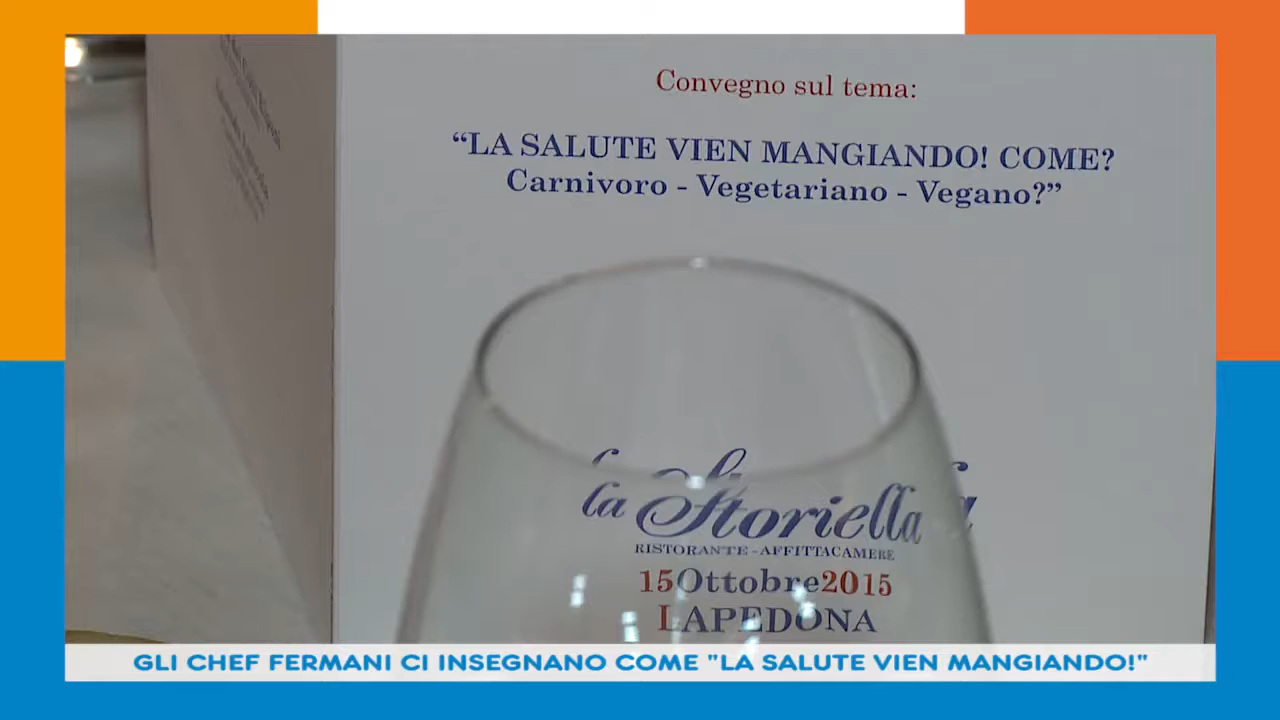 Convegno sul tema:
“LA SALUTE VIEN MANGIANDO! COME?
Carnivoro - Vegetariano - Vegano?”
la Storiella
RISTORANTE - AFFITTACAMERE
15Ottobre2015
LAPEDONA
GLI CHEF FERMANI CI INSEGNANO COME "LA SALUTE VIEN MANGIANDO!"